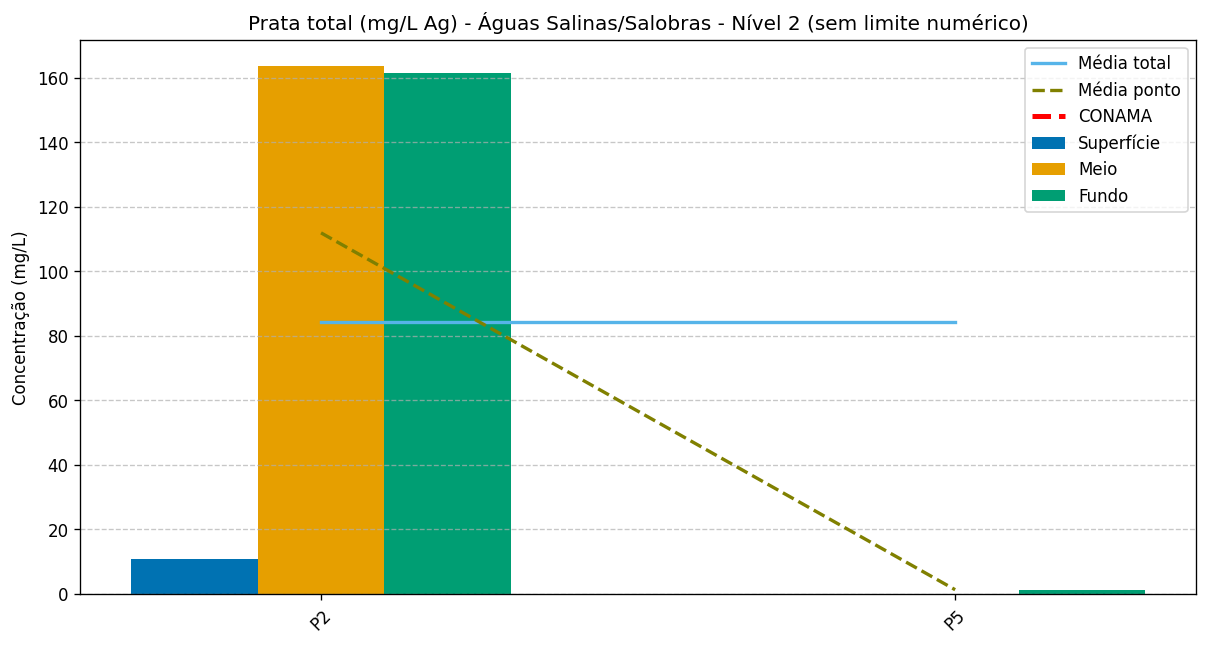 Prata total (mg/L Ag) - Águas Salinas/Salobras - Nível 2 (sem limite numérico)
Concentração (mg/L)
160
140
120
100
80
60
40
20
0
P2
P5
Média total
Média ponto
CONAMA
Superfície
Meio
Fundo